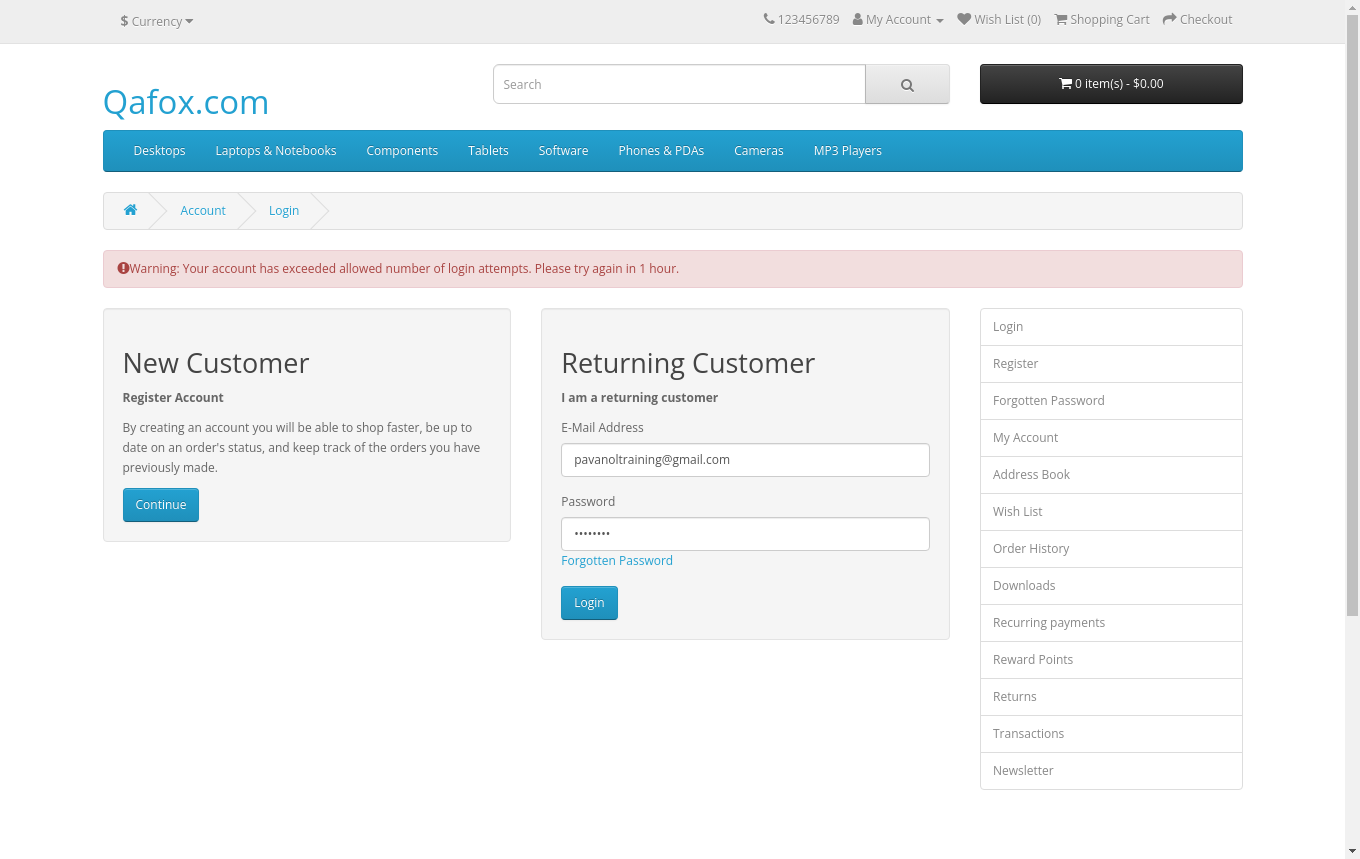 $ Currency
123456789 My Account Wish List (0) Shopping Cart Checkout
Qafox.com
Search
0 item(s) - $0.00
Desktops Laptops & Notebooks Components Tablets Software Phones & PDAs Cameras MP3 Players
Account Login
Warning: Your account has exceeded allowed number of login attempts. Please try again in 1 hour.
New Customer
Register Account
By creating an account you will be able to shop faster, be up to
date on an order's status, and keep track of the orders you have
previously made.
Continue
Returning Customer
I am a returning customer
E-Mail Address
pavanoltraining@gmail.com
Password
••••••••
Forgotten Password
Login
Login
Register
Forgotten Password
My Account
Address Book
Wish List
Order History
Downloads
Recurring payments
Reward Points
Returns
Transactions
Newsletter